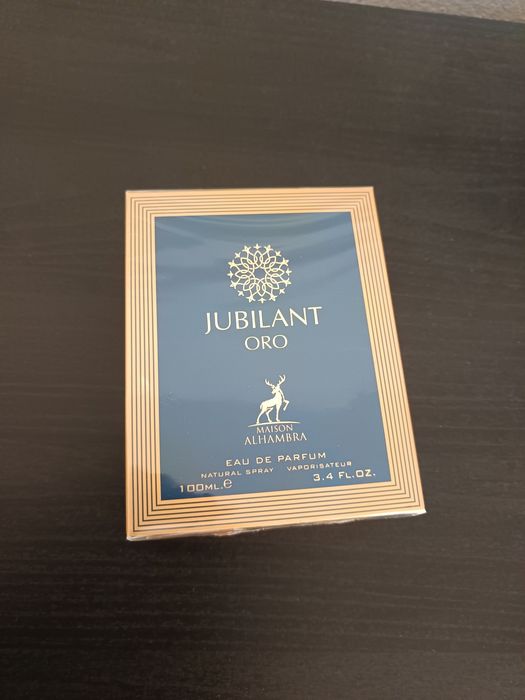 JUBILANT
ORO
MAISON
ALHAMBRA
EAU DE PARFUM
NATURAL SPRAY VAPORISATEUR
100ML.℮ 3.4 FL.OZ.